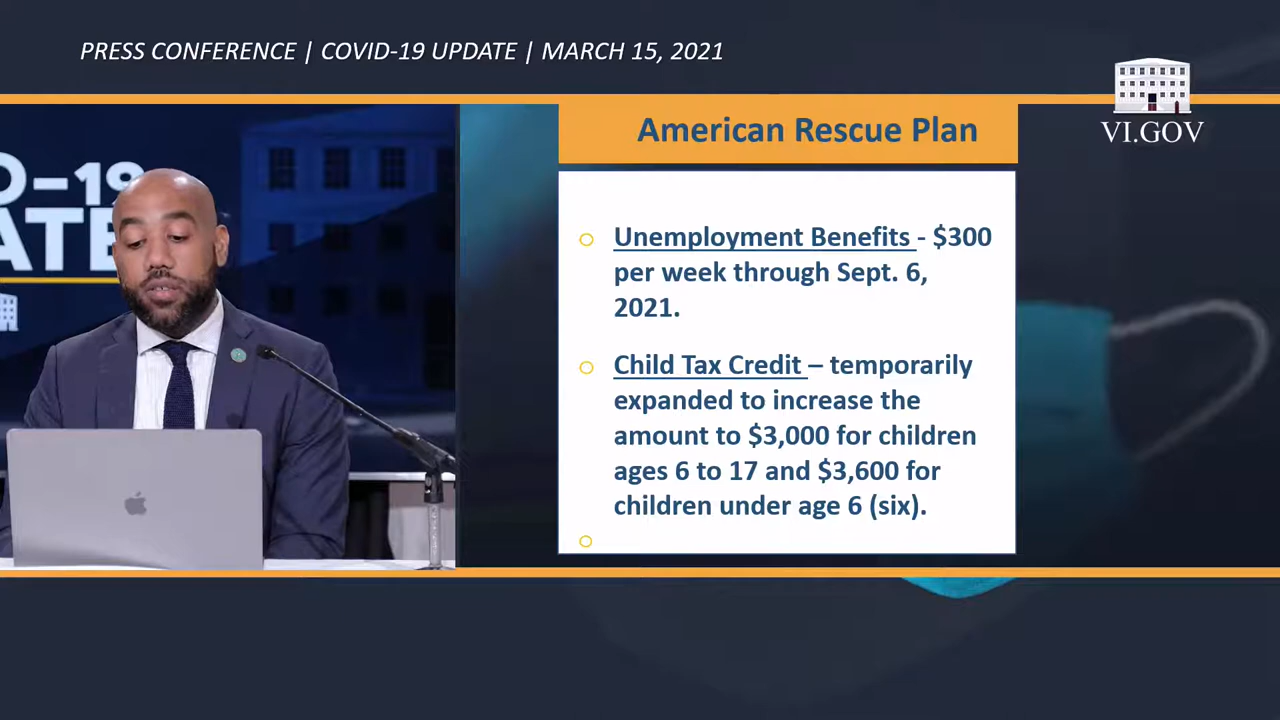 PRESS CONFERENCE | COVID-19 UPDATE | MARCH 15, 2021
VI.GOV
D-19
ATE
American Rescue Plan
Unemployment Benefits - $300
per week through Sept. 6,
2021.
Child Tax Credit – temporarily
expanded to increase the
amount to $3,000 for children
ages 6 to 17 and $3,600 for
children under age 6 (six).